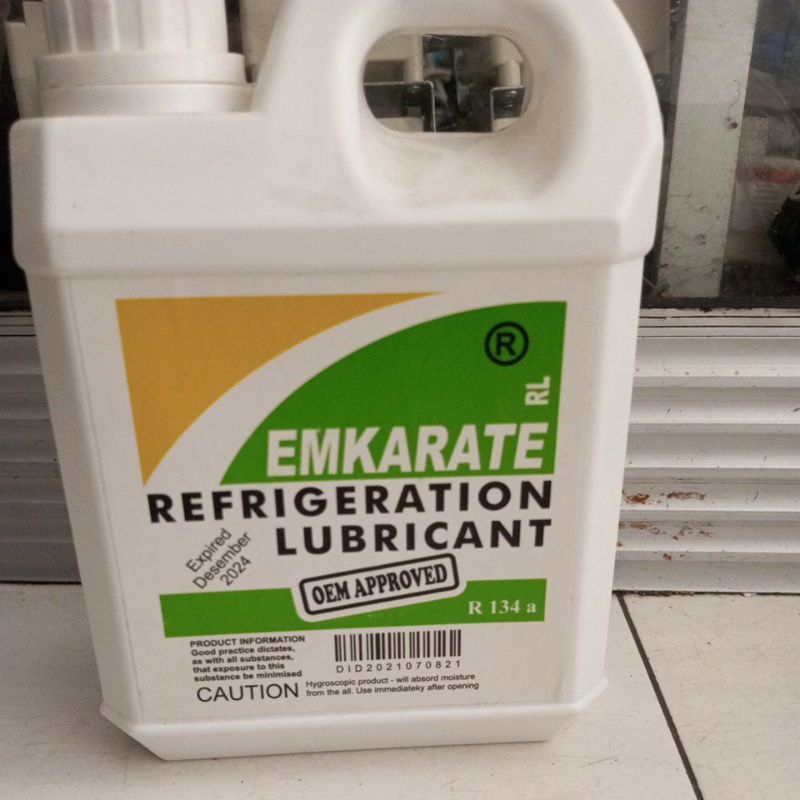 ®
RL
EMKARATE
REFRIGERATION
LUBRICANT
Expired
Desember
2024
OEM APPROVED
R 134 a
PRODUCT INFORMATION
Good practice dictates,
as with all substances,
that exposure to this
substance be minimised
DID2021070821
CAUTION
Hygroscopic product - will absord moisture
from the all. Use immediateky after opening